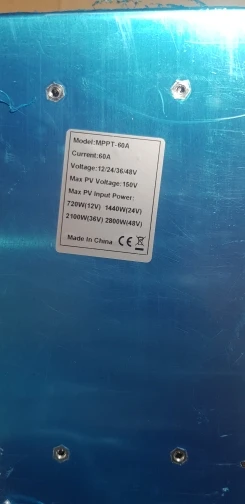 Model:MPPT-60A
Current:60A
Voltage:12/24/36/48V
Max PV Voltage:150V
Max PV Input Power:
720W(12V) 1440W(24V)
2100W(36V) 2800W(48V)
Made In China CE